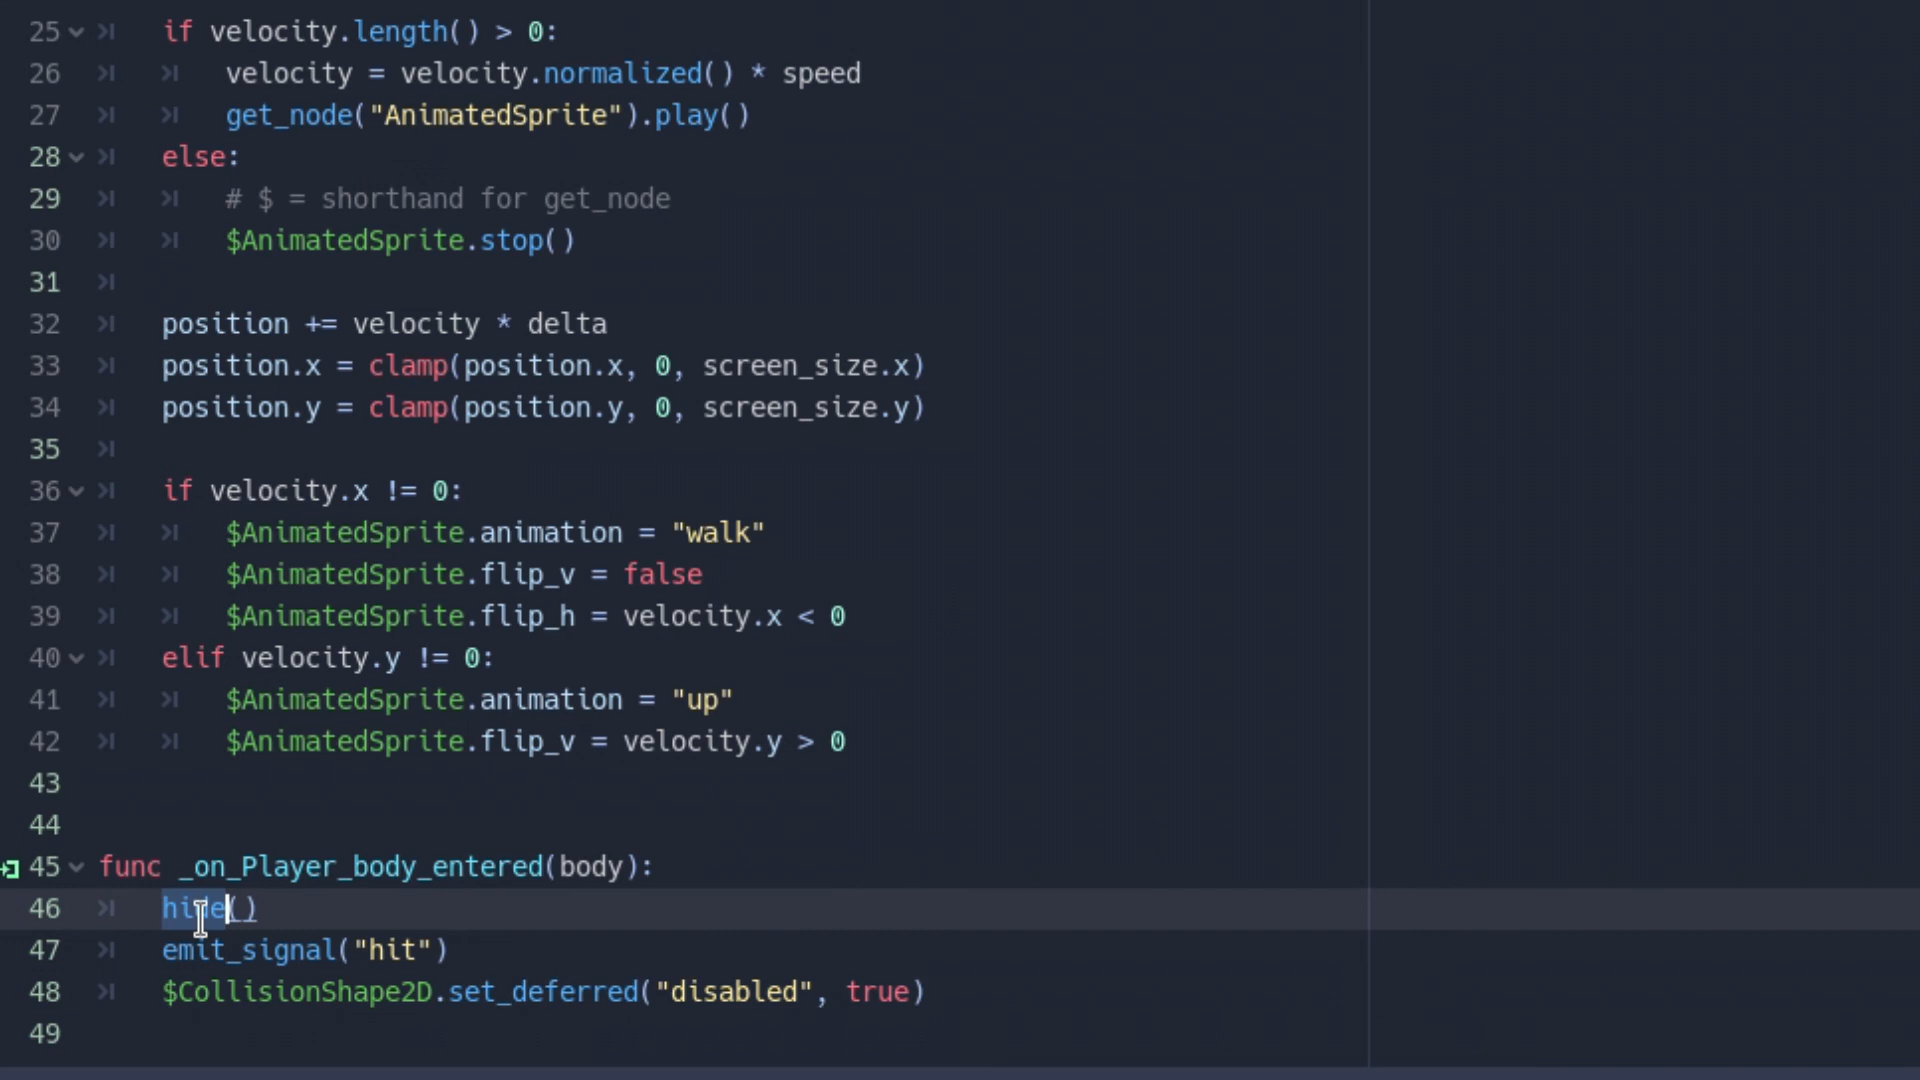 25 if velocity.length() > 0:
26 velocity = velocity.normalized() * speed
27 get_node("AnimatedSprite").play()
28 else:
29 # $ = shorthand for get_node
30 $AnimatedSprite.stop()
31
32 position += velocity * delta
33 position.x = clamp(position.x, 0, screen_size.x)
34 position.y = clamp(position.y, 0, screen_size.y)
35
36 if velocity.x != 0:
37 $AnimatedSprite.animation = "walk"
38 $AnimatedSprite.flip_v = false
39 $AnimatedSprite.flip_h = velocity.x < 0
40 elif velocity.y != 0:
41 $AnimatedSprite.animation = "up"
42 $AnimatedSprite.flip_v = velocity.y > 0
43
44
45 func _on_Player_body_entered(body):
46 hide()
47 emit_signal("hit")
48 $CollisionShape2D.set_deferred("disabled", true)
49